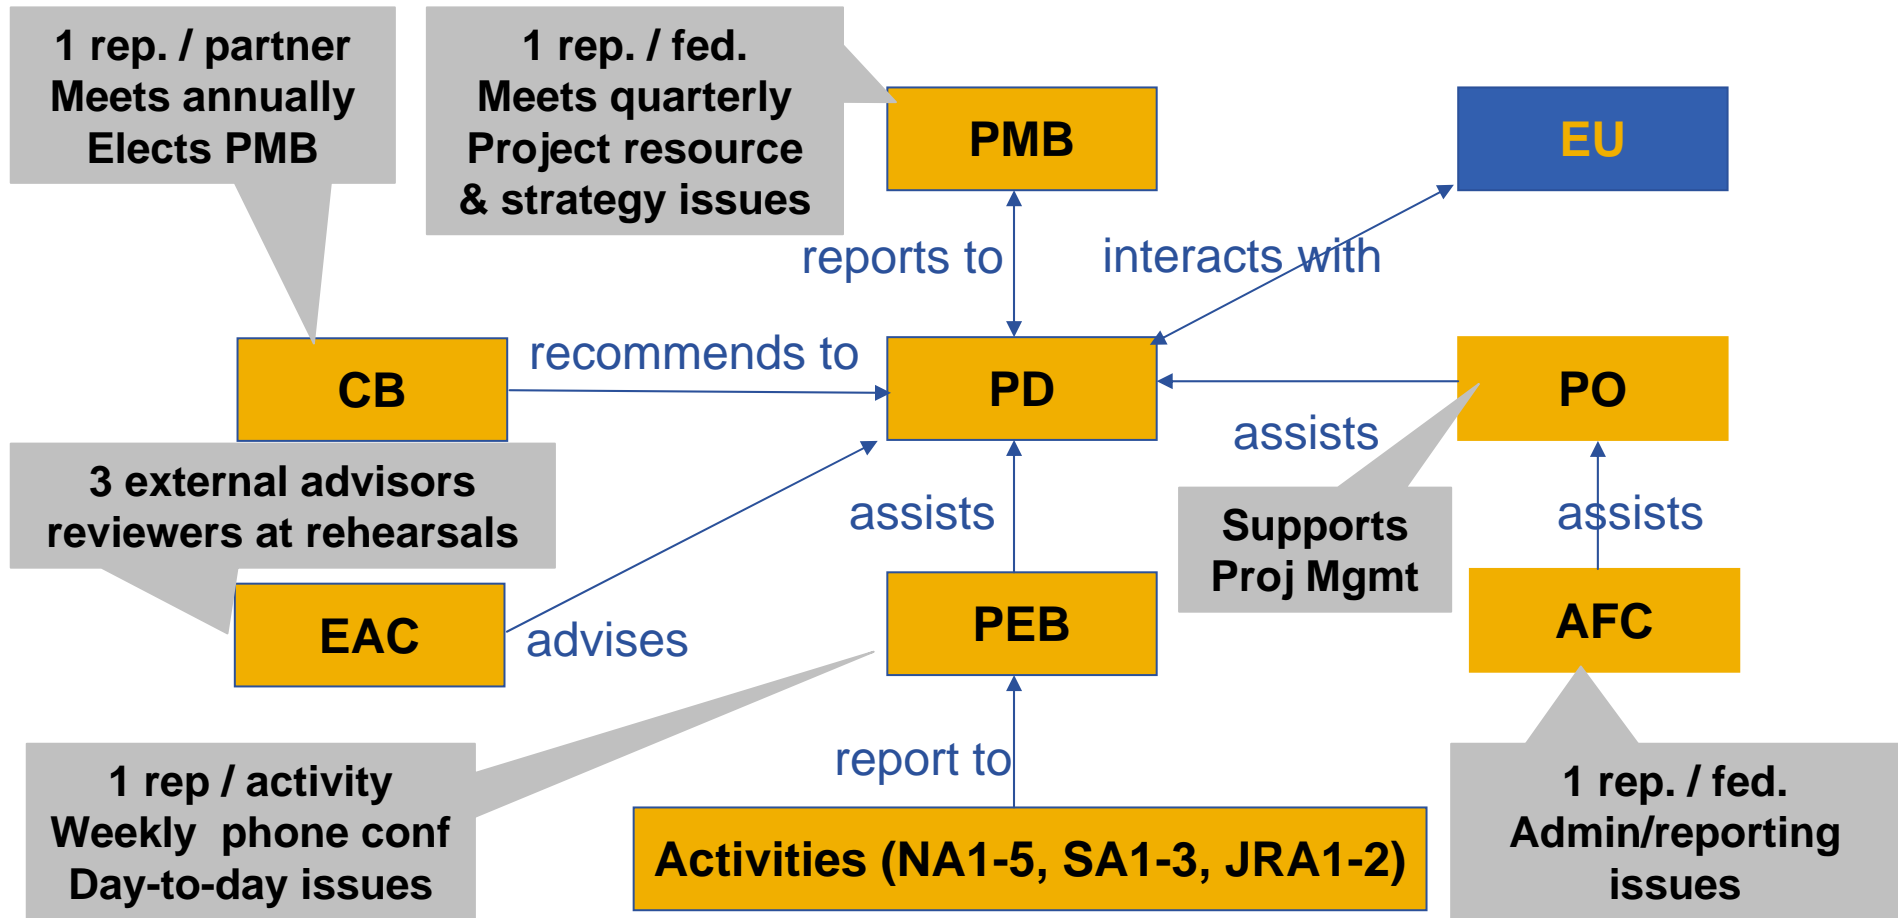 1 rep. / partner
Meets annually
Elects PMB
1 rep. / fed.
Meets quarterly
Project resource
& strategy issues
PMB
EU
reports to
interacts with
CB
recommends to
PD
PO
assists
3 external advisors
reviewers at rehearsals
assists
Supports
Proj Mgmt
assists
EAC
advises
PEB
AFC
1 rep / activity
Weekly phone conf
Day-to-day issues
report to
Activities (NA1-5, SA1-3, JRA1-2)
1 rep. / fed.
Admin/reporting
issues